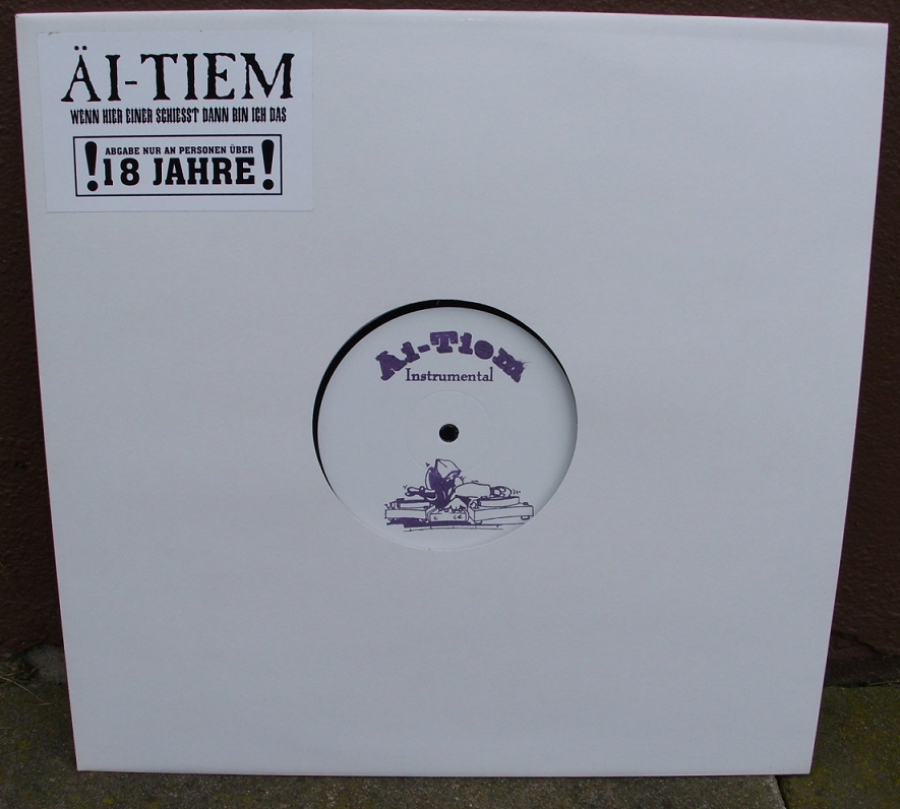 ÄI-TIEM
WENN HIER EINER SCHIESST DANN BIN ICH DAS
ABGABE NUR AN PERSONEN ÜBER
!18 JAHRE!
Äi-Tiem
Instrumental